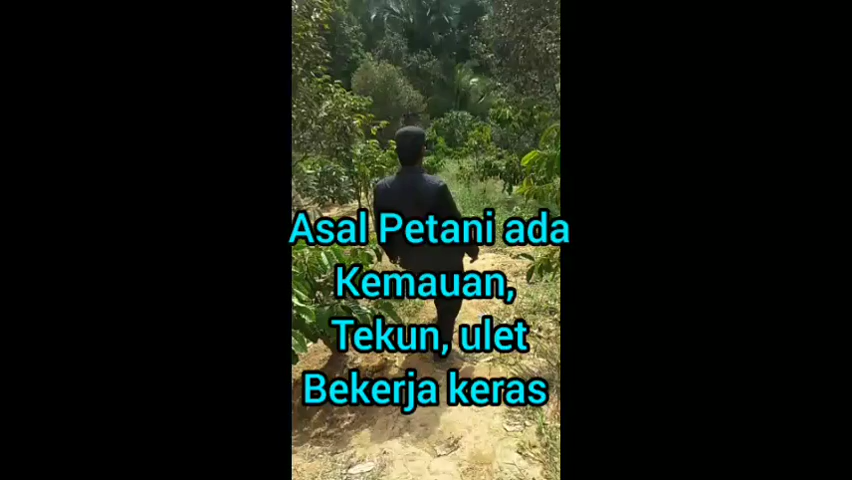 Asal Petani ada
Kemauan,
Tekun, ulet
Bekerja keras